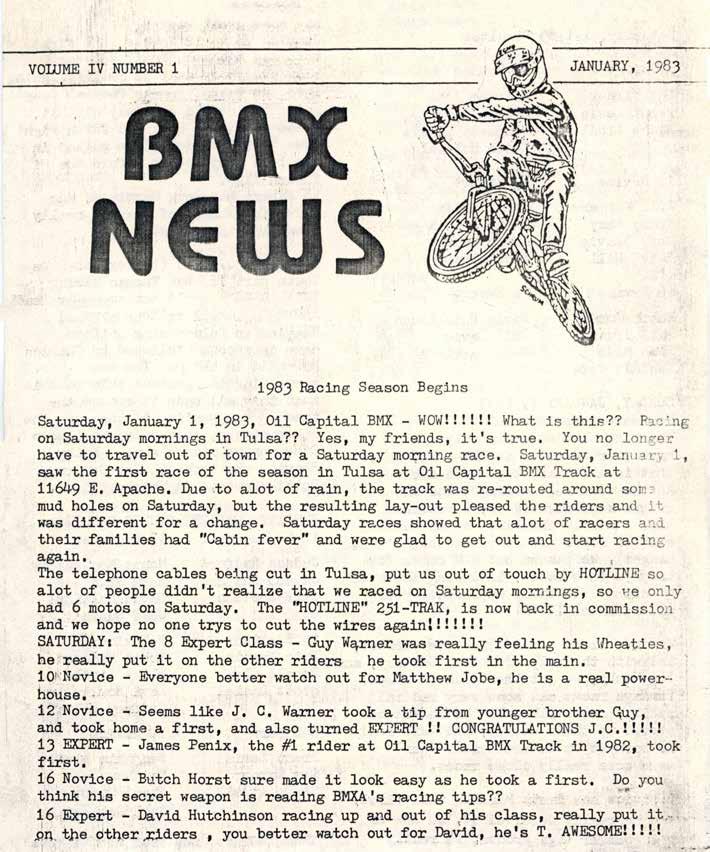 VOLUME IV NUMBER 1
JANUARY, 1983
BMX
NEWS
SCHUM
1983 Racing Season Begins
Saturday, January 1, 1983, Oil Capital BMX - WOW!!!!!! What is this?? Racing
on Saturday mornings in Tulsa?? Yes, my friends, it's true. You no longer
have to travel out of town for a Saturday morning race. Saturday, January 1,
saw the first race of the season in Tulsa at Oil Capital BMX Track at
11649 E. Apache. Due to alot of rain, the track was re-routed around some
mud holes on Saturday, but the resulting lay-out pleased the riders and it
was different for a change. Saturday races showed that alot of racers and
their families had "Cabin fever" and were glad to get out and start racing
again.
The telephone cables being cut in Tulsa, put us out of touch by HOTLINE so
alot of people didn't realize that we raced on Saturday mornings, so we only
had 6 motos on Saturday. The "HOTLINE" 251-TRAK, is now back in commission
and we hope no one trys to cut the wires again!!!!!!!
SATURDAY: The 8 Expert Class - Guy Warner was really feeling his Wheaties,
he really put it on the other riders he took first in the main.
10 Novice - Everyone better watch out for Matthew Jobe, he is a real power-
house.
12 Novice - Seems like J. C. Warner took a tip from younger brother Guy,
and took home a first, and also turned EXPERT !! CONGRATULATIONS J.C.!!!!!
13 EXPERT - James Penix, the #1 rider at Oil Capital BMX Track in 1982, took
first.
16 Novice - Butch Horst sure made it look easy as he took a first. Do you
think his secret weapon is reading BMXA's racing tips??
16 Expert - David Hutchinson racing up and out of his class, really put it
on the other riders , you better watch out for David, he's T. AWESOME!!!!!